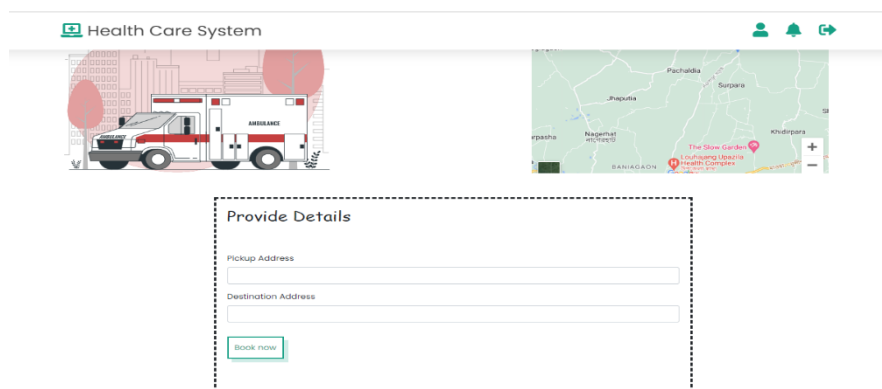 Health Care System
AMBULANCE
AMBULANCE
Pachaldia
Surpara
Jhaputia
Nagerhat
নাগেরহাট
Khidirpara
The Slow Garden
BANIAGAON
Louhajang Upazila
Health Complex
Provide Details
Pickup Address
Destination Address
Book now